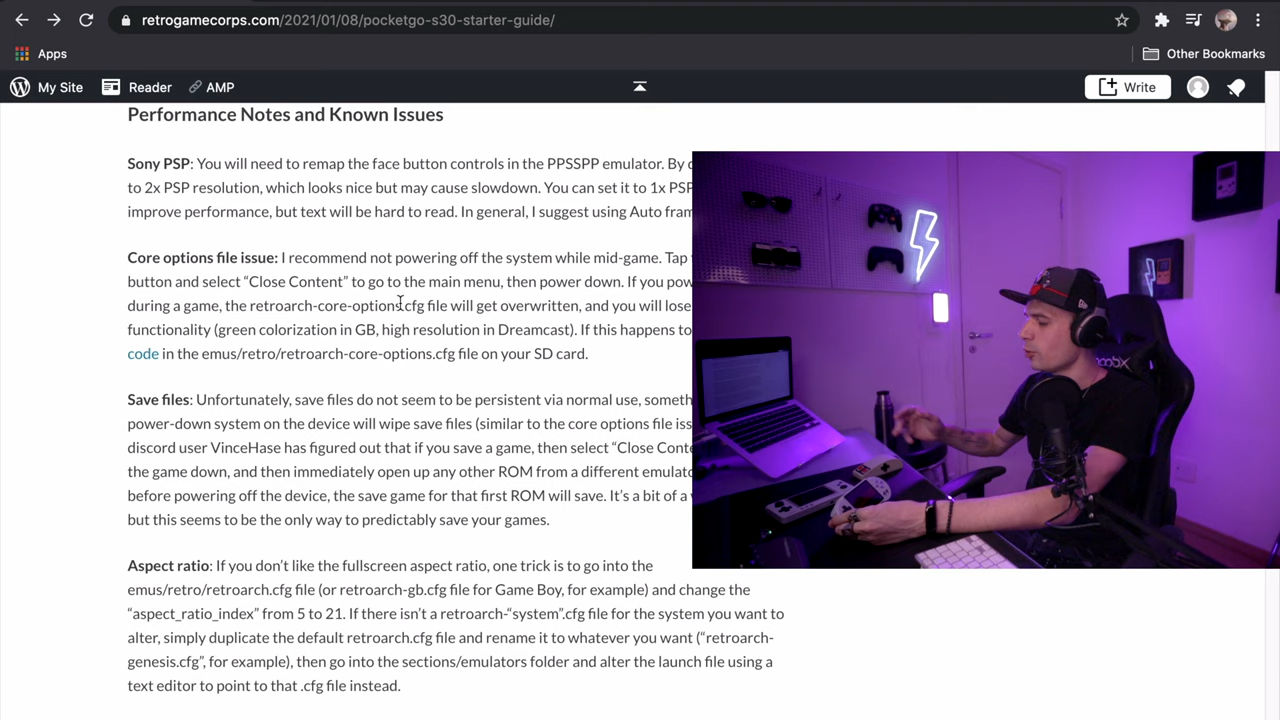 retrogamecorps.com/2021/01/08/pocketgo-s30-starter-guide/
Apps
Other Bookmarks
My Site
Reader
AMP
Write
Performance Notes and Known Issues
Sony PSP: You will need to remap the face button controls in the PPSSPP emulator. By
to 2x PSP resolution, which looks nice but may cause slowdown. You can set it to 1x PSP
improve performance, but text will be hard to read. In general, I suggest using Auto
Core options file issue: I recommend not powering off the system while mid-game. Tap
button and select “Close Content” to go to the main menu, then power down. If you
during a game, the retroarch-core-options.cfg file will get overwritten, and you will lose
functionality (green colorization in GB, high resolution in Dreamcast). If this happens to
code in the emus/retro/retroarch-core-options.cfg file on your SD card.
Save files: Unfortunately, save files do not seem to be persistent via normal use,
power-down system on the device will wipe save files (similar to the core options file
discord user VinceHase has figured out that if you save a game, then select “Close
the game down, and then immediately open up any other ROM from a different
before powering off the device, the save game for that first ROM will save. It’s a bit of a
but this seems to be the only way to predictably save your games.
Aspect ratio: If you don’t like the fullscreen aspect ratio, one trick is to go into the
emus/retro/retroarch.cfg file (or retroarch-gb.cfg file for Game Boy, for example) and change the
“aspect_ratio_index” from 5 to 21. If there isn’t a retroarch-“system”.cfg file for the system you want to
alter, simply duplicate the default retroarch.cfg file and rename it to whatever you want (“retroarch-
genesis.cfg”, for example), then go into the sections/emulators folder and alter the launch file using a
text editor to point to that .cfg file instead.